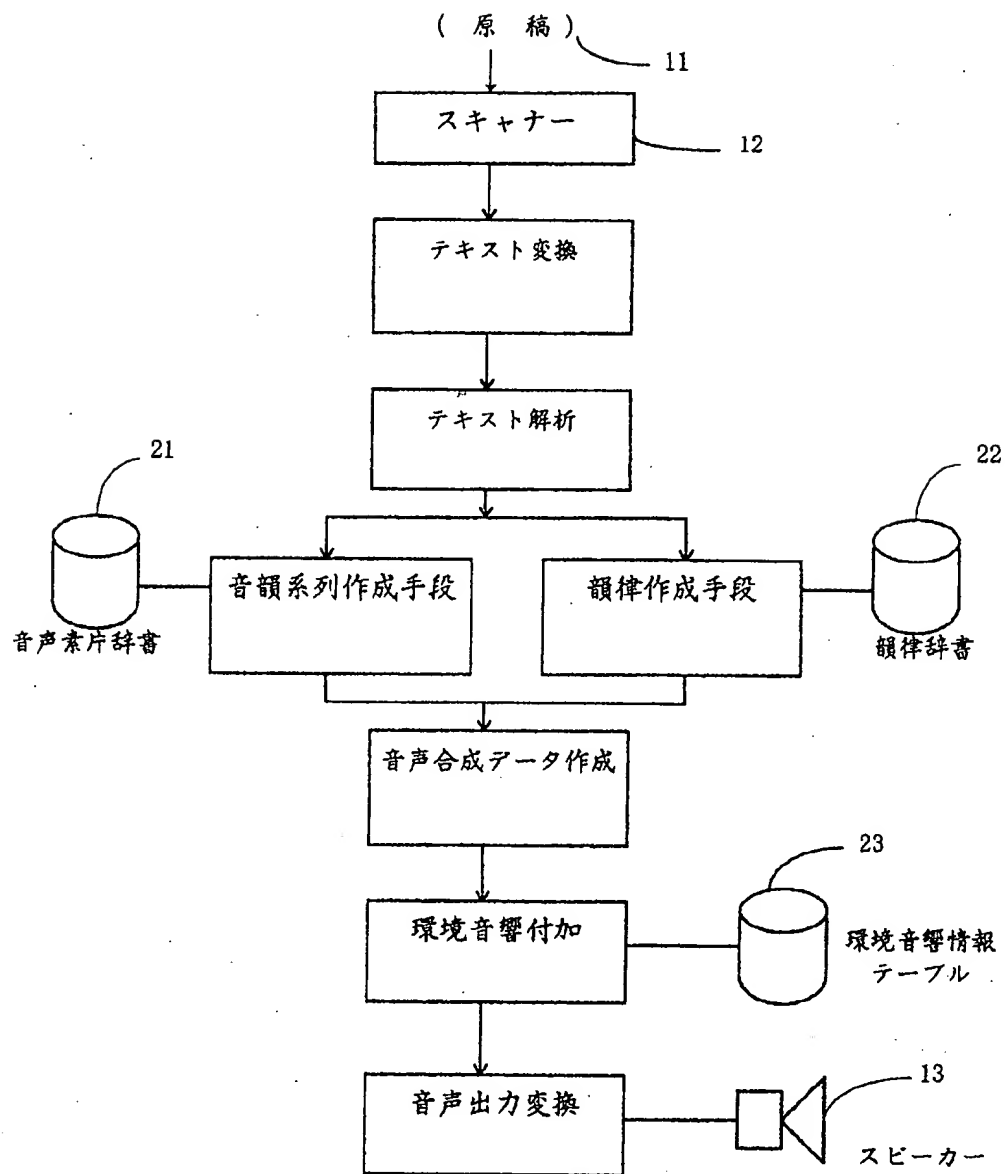 (原稿)
11
スキャナー
12
テキスト変換
テキスト解析
21
22
音韻系列作成手段
韻律作成手段
音声素片辞書
韻律辞書
音声合成データ作成
23
環境音響付加
環境音響情報
テーブル
音声出力変換
13
スピーカー